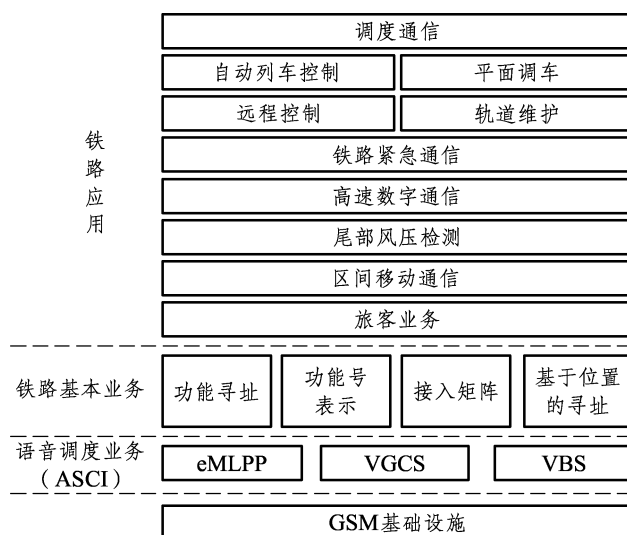 调度通信
自动列车控制 平面调车
远程控制 轨道维护
铁路紧急通信
高速数字通信
尾部风压检测
区间移动通信
旅客业务
铁
路
应
用
铁路基本业务
功能寻址
功能号
表示
接入矩阵
基于位置
的寻址
语音调度业务
（ASCI）
eMLPP VGCS VBS
GSM基础设施